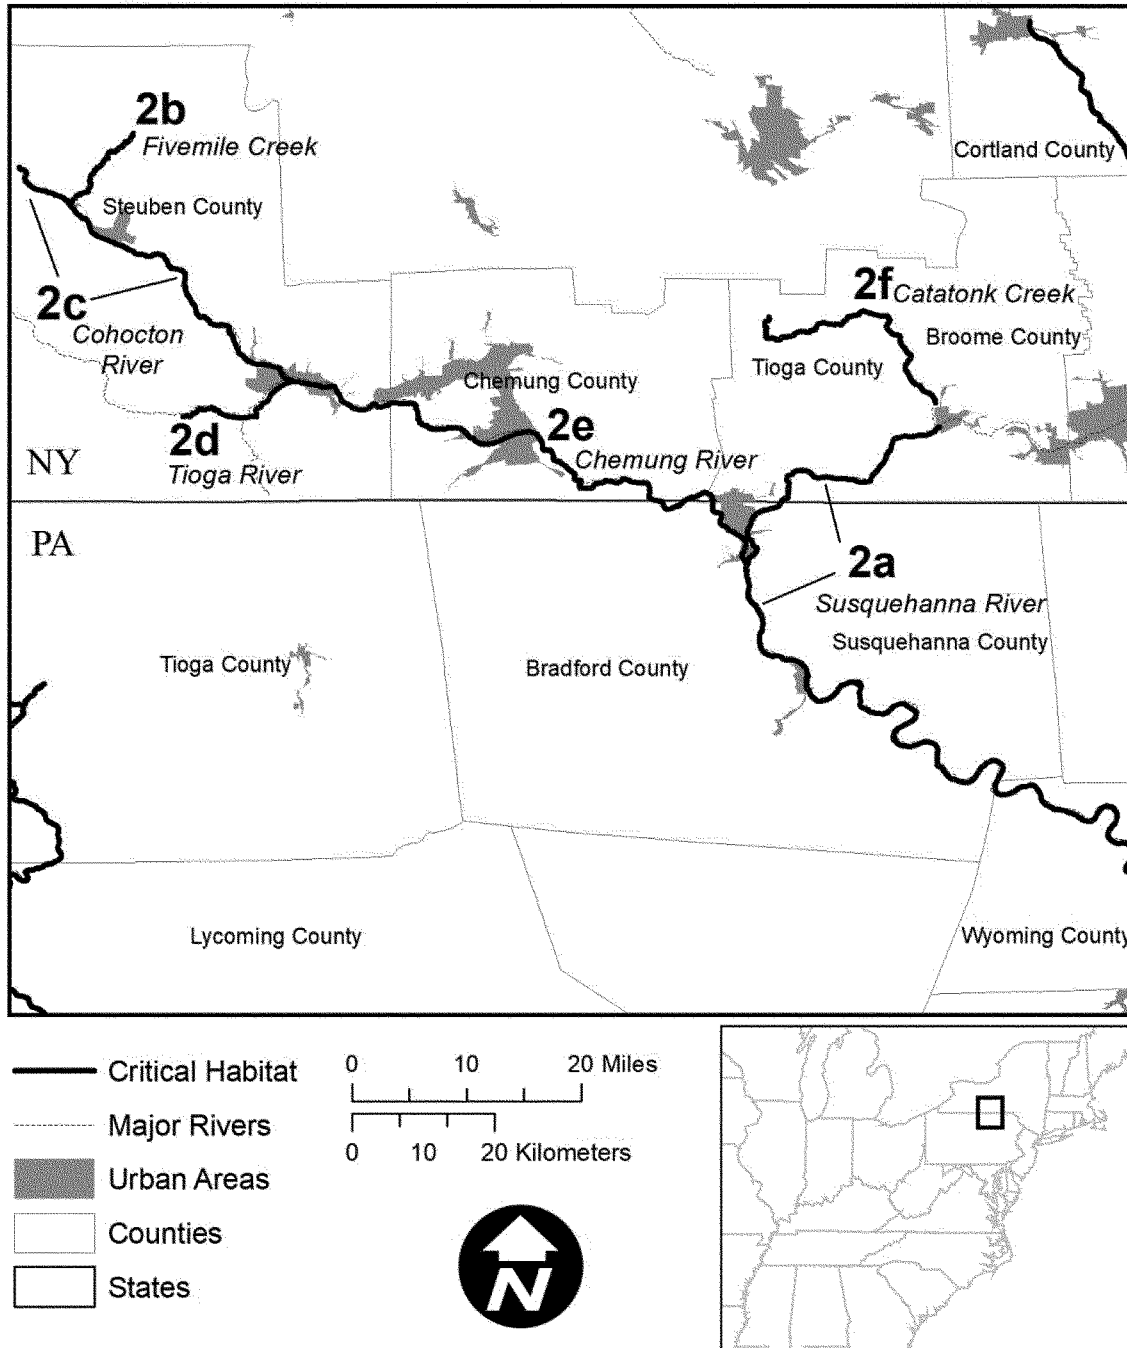 2b
Fivemile Creek
Cortland County
Steuben County
2c
Cohocton
River
2f
Catatonk Creek
Broome County
Tioga County
Chemung County
2d
Tioga River
2e
Chemung River
NY
PA
2a
Susquehanna River
Susquehanna County
Tioga County
Bradford County
Lycoming County
Wyoming County
Critical Habitat
Major Rivers
Urban Areas
Counties
States
0 10 20 Miles
0 10 20 Kilometers
N